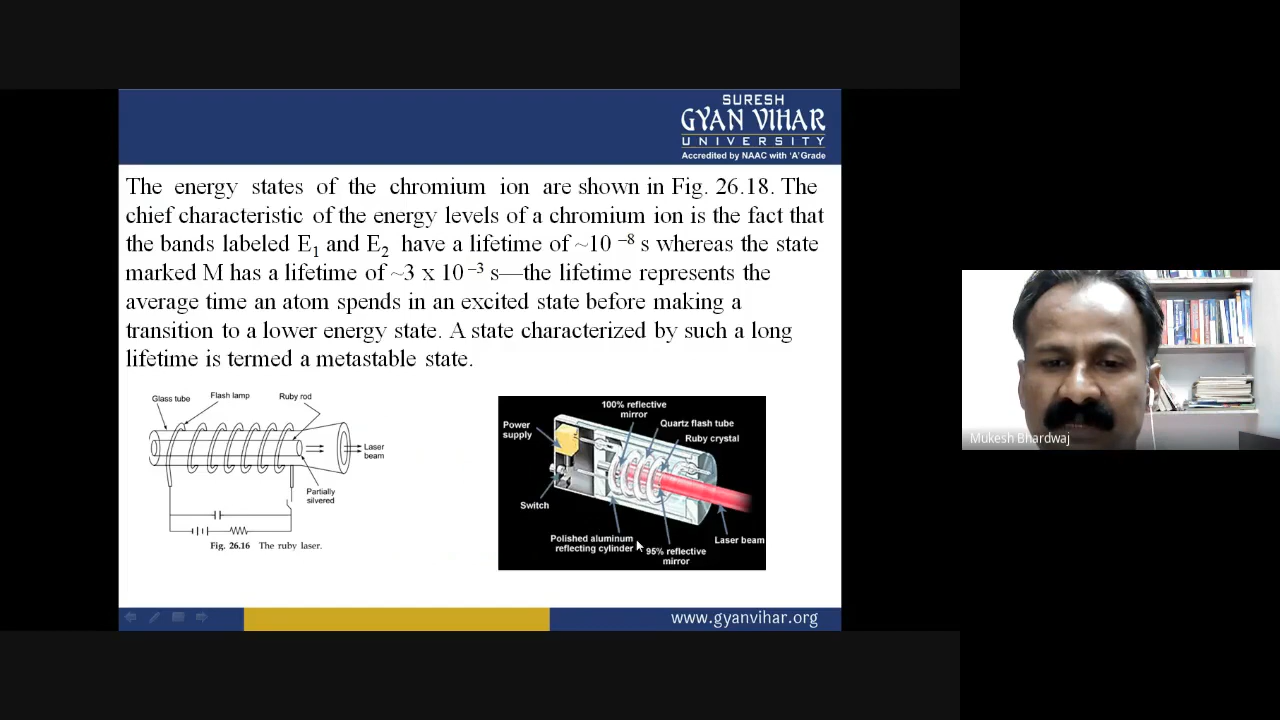 SURESH
GYAN VIHAR
UNIVERSITY
Accredited by NAAC with 'A' Grade
The energy states of the chromium ion are shown in Fig. 26.18. The
chief characteristic of the energy levels of a chromium ion is the fact that
the bands labeled E₁ and E₂ have a lifetime of ~10 ⁻⁸ s whereas the state
marked M has a lifetime of ~3 x 10 ⁻³ s—the lifetime represents the
average time an atom spends in an excited state before making a
transition to a lower energy state. A state characterized by such a long
lifetime is termed a metastable state.
Glass tube
Flash lamp
Ruby rod
Laser
beam
Partially
silvered
Fig. 26.16 The ruby laser.
100% reflective
mirror
Power
supply
Quartz flash tube
Ruby crystal
Switch
Polished aluminum
reflecting cylinder
95% reflective
mirror
Laser beam
www.gyanvihar.org
Mukesh Bhardwaj